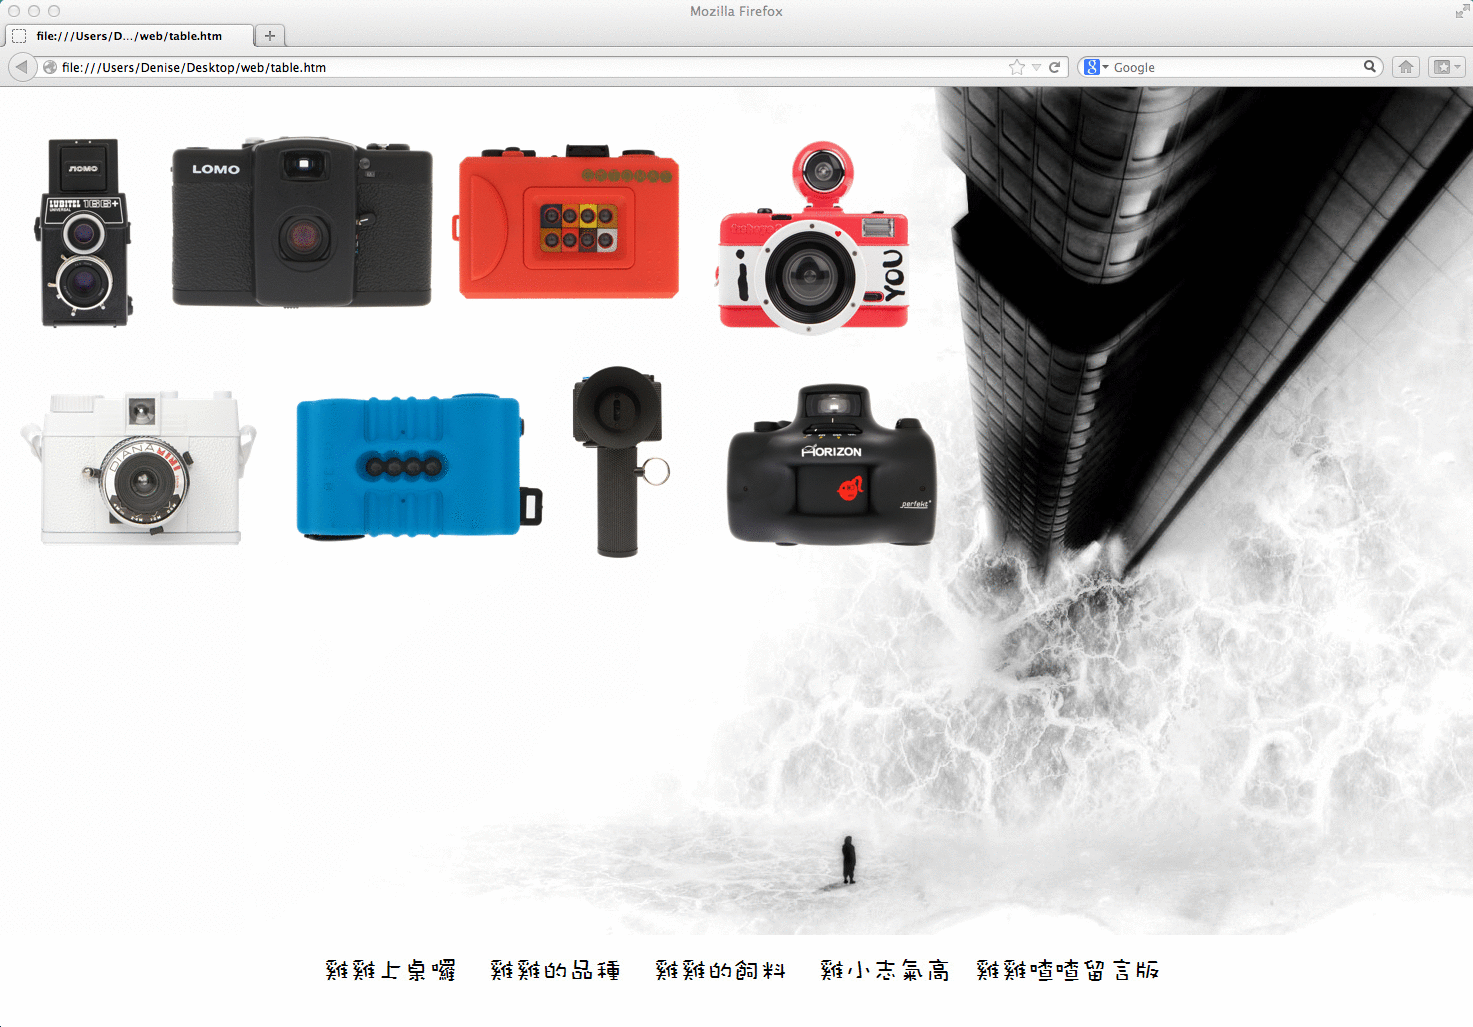 Mozilla Firefox
file:///Users/D.../web/table.htm
file:///Users/Denise/Desktop/web/table.htm
Google
ЛОМО
LUBITEL 166+
UNIVERSAL
LOMO
i
YOU
DIANA
MINI
HORIZON
perfekt
雞雞上桌囉 雞雞的品種 雞雞的飼料 雞小志氣高 雞雞喳喳留言版